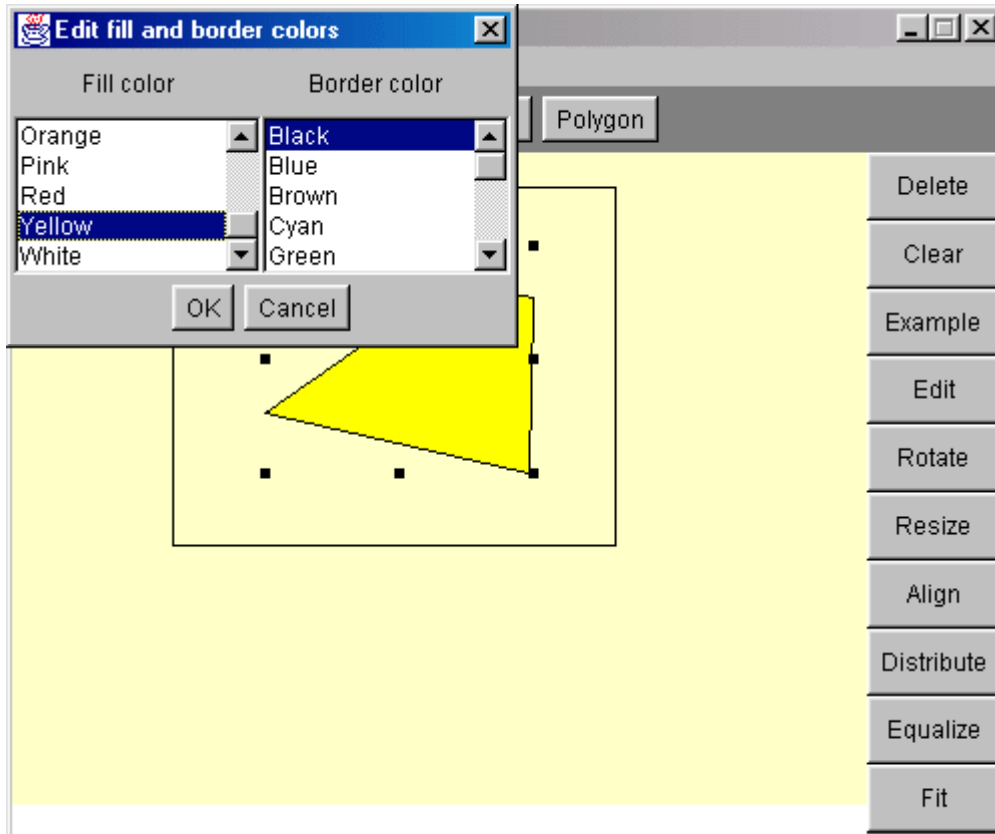 Edit fill and border colors
Fill color
Border color
Orange
Pink
Red
Yellow
White
Black
Blue
Brown
Cyan
Green
OK
Cancel
Polygon
Delete
Clear
Example
Edit
Rotate
Resize
Align
Distribute
Equalize
Fit